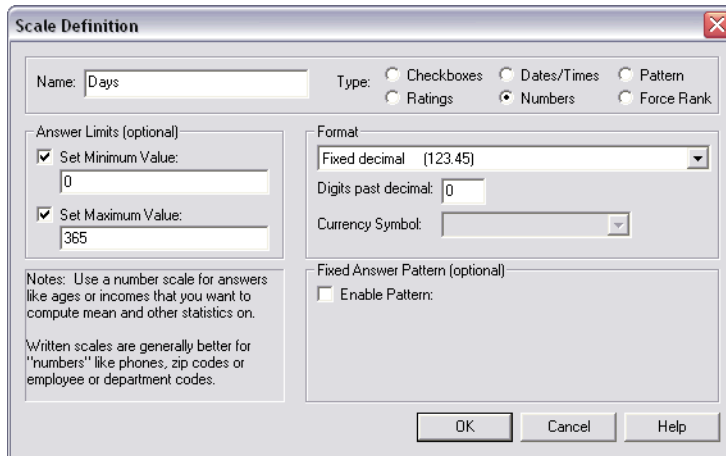 Scale Definition
Name: Days
Type: Checkboxes Dates/Times Pattern
Ratings Numbers Force Rank
Answer Limits (optional)
Set Minimum Value:
0
Set Maximum Value:
365
Format
Fixed decimal (123.45)
Digits past decimal: 0
Currency Symbol:
Notes: Use a number scale for answers
like ages or incomes that you want to
compute mean and other statistics on.
Written scales are generally better for
"numbers" like phones, zip codes or
employee or department codes.
Fixed Answer Pattern (optional)
Enable Pattern:
OK Cancel Help